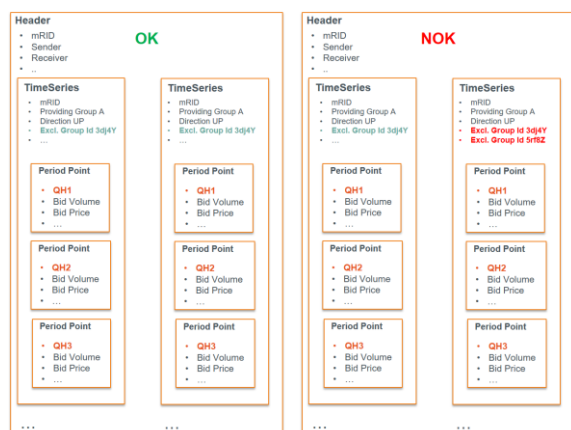 Header
• mRID
• Sender
• Receiver
• ..
OK
TimeSeries
• mRID
• Providing Group A
• Direction UP
• Excl. Group Id 3dj4Y
• …
Period Point
• QH1
• Bid Volume
• Bid Price
• …
Period Point
• QH2
• Bid Volume
• Bid Price
• …
Period Point
• QH3
• Bid Volume
• Bid Price
• …
…
TimeSeries
• mRID
• Providing Group A
• Direction UP
• Excl. Group Id 3dj4Y
• …
Period Point
• QH1
• Bid Volume
• Bid Price
• …
Period Point
• QH2
• Bid Volume
• Bid Price
• …
Period Point
• QH3
• Bid Volume
• Bid Price
• …
…
Header
• mRID
• Sender
• Receiver
• ..
NOK
TimeSeries
• mRID
• Providing Group A
• Direction UP
• Excl. Group Id 3dj4Y
• …
Period Point
• QH1
• Bid Volume
• Bid Price
• …
Period Point
• QH2
• Bid Volume
• Bid Price
• …
Period Point
• QH3
• Bid Volume
• Bid Price
• …
…
TimeSeries
• mRID
• Providing Group A
• Direction UP
• Excl. Group Id 3dj4Y
• Excl. Group Id 5rf8Z
• …
Period Point
• QH1
• Bid Volume
• Bid Price
• …
Period Point
• QH2
• Bid Volume
• Bid Price
• …
Period Point
• QH3
• Bid Volume
• Bid Price
• …
…